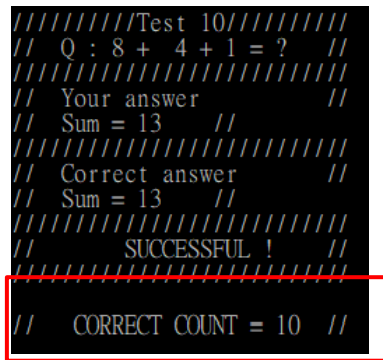 //////////Test 10//////////
//  Q : 8 +  4 + 1 = ?   //
///////////////////////////
//  Your answer          //
//  Sum = 13     //
///////////////////////////
//  Correct answer       //
//  Sum = 13     //
///////////////////////////
//       SUCCESSFUL !    //
///////////////////////////
//   CORRECT COUNT = 10  //